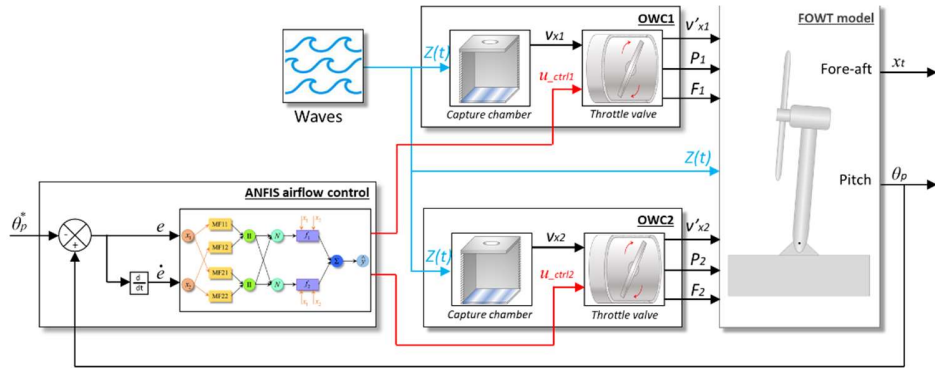 OWC1
FOWT model
Z(t)
v_x1
v'_x1
P_1
F_1
u_ctrl1
Capture chamber
Throttle valve
Waves
Fore-aft
x_t
Z(t)
Pitch
θ_p
ANFIS airflow control
θ_p^*
-
+
e
ė
d
dt
MF11
MF12
MF21
MF22
x_1
x_2
Π
Π
N
N
f_1
f_2
Σ
OWC2
Z(t)
v_x2
v'_x2
P_2
F_2
u_ctrl2
Capture chamber
Throttle valve